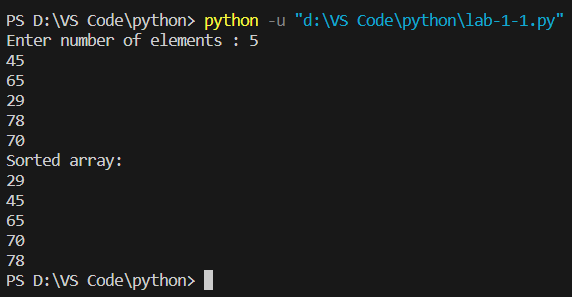 PS D:\VS Code\python> python -u "d:\VS Code\python\lab-1-1.py"
Enter number of elements : 5
45
65
29
78
70
Sorted array:
29
45
65
70
78
PS D:\VS Code\python>